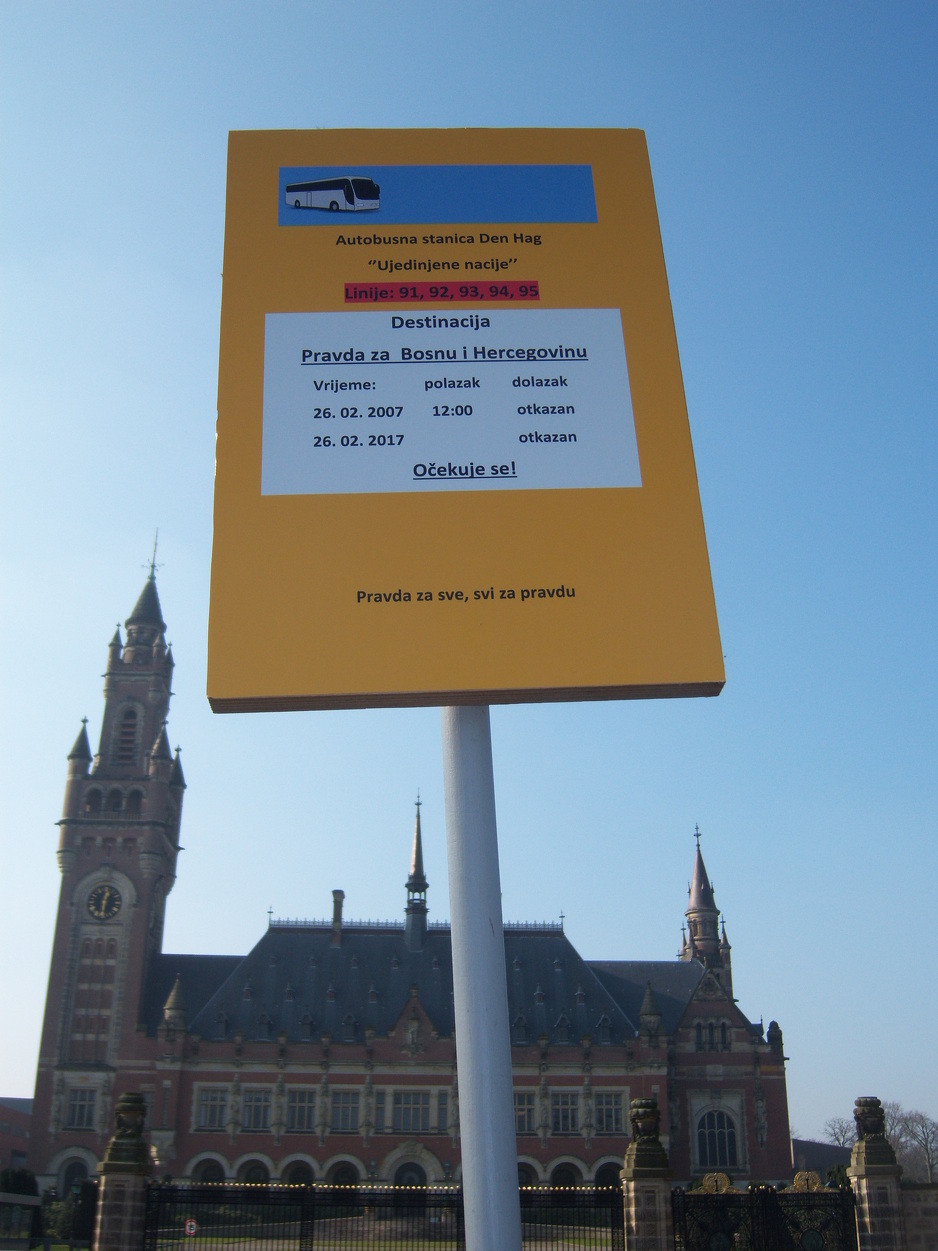 Autobusna stanica Den Hag
‘‘Ujedinjene nacije’’
Linije: 91, 92, 93, 94, 95
Destinacija
Pravda za Bosnu i Hercegovinu
Vrijeme: polazak dolazak
26. 02. 2007 12:00 otkazan
26. 02. 2017 otkazan
Očekuje se!
Pravda za sve, svi za pravdu